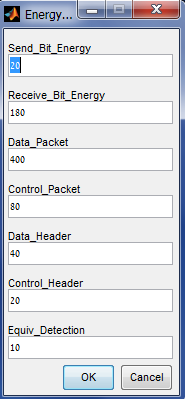 Energy...
Send_Bit_Energy
20
Receive_Bit_Energy
180
Data_Packet
400
Control_Packet
80
Data_Header
40
Control_Header
20
Equiv_Detection
10
OK Cancel